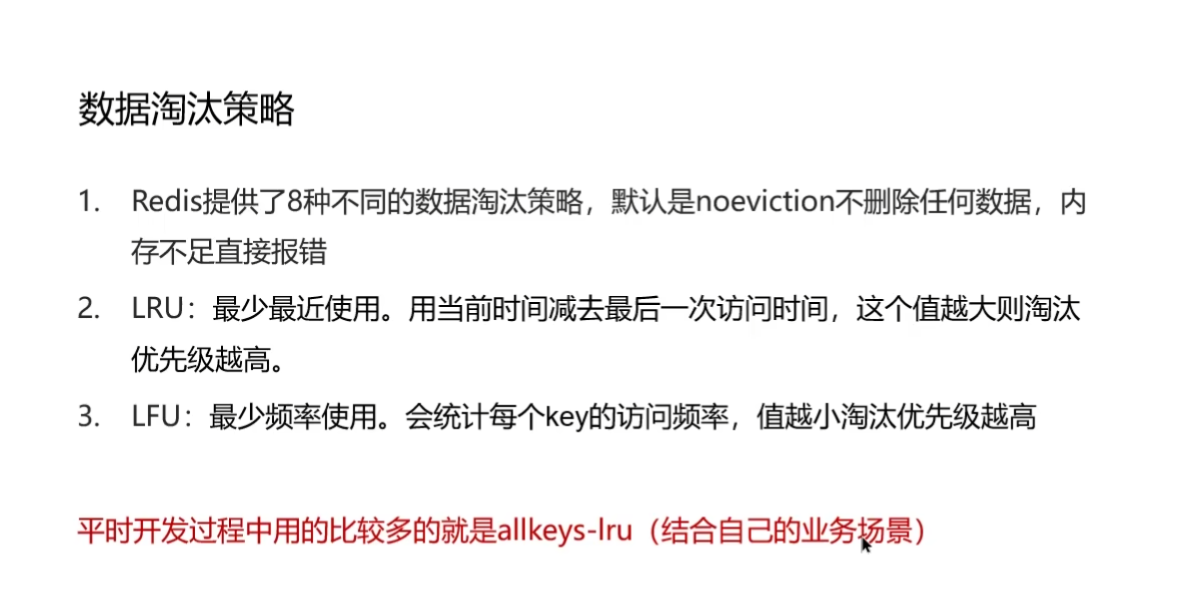 数据淘汰策略
1. Redis提供了8种不同的数据淘汰策略，默认是noeviction不删除任何数据，内
存不足直接报错
2. LRU：最少最近使用。用当前时间减去最后一次访问时间，这个值越大则淘汰
优先级越高。
3. LFU：最少频率使用。会统计每个key的访问频率，值越小淘汰优先级越高
平时开发过程中用的比较多的就是allkeys-lru（结合自己的业务场景）